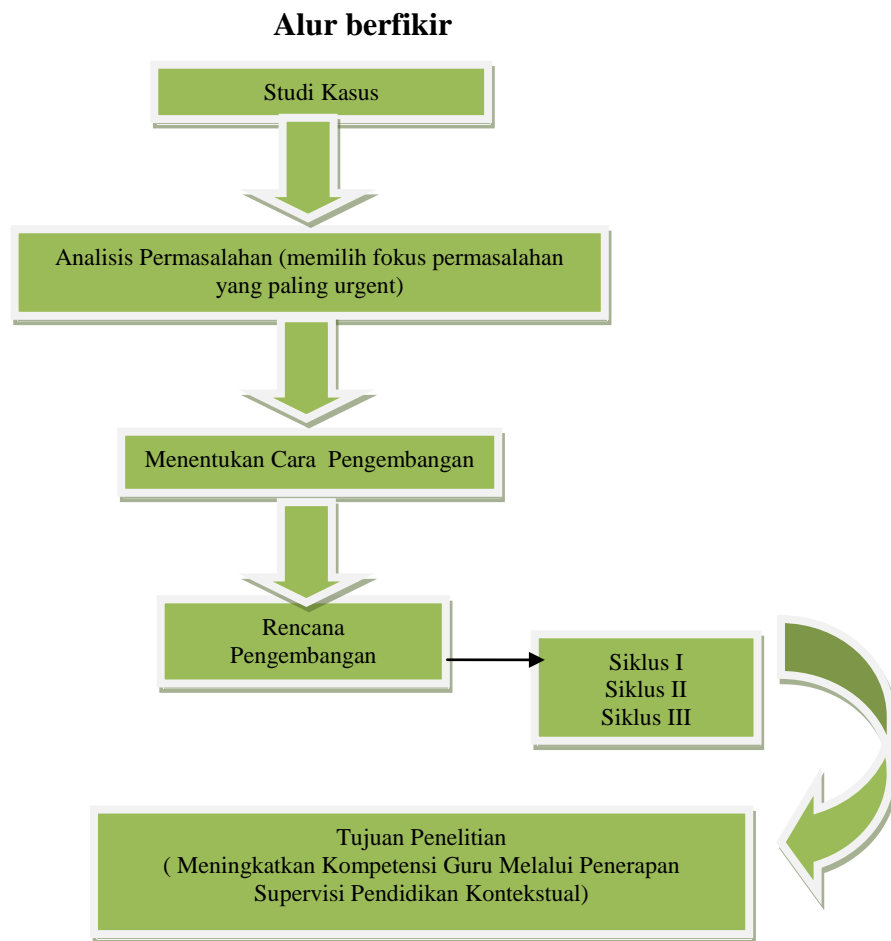 Alur berfikir
Studi Kasus
Analisis Permasalahan (memilih fokus permasalahan
yang paling urgent)
Menentukan Cara  Pengembangan
Rencana
Pengembangan
Siklus I
Siklus II
Siklus III
Tujuan Penelitian
( Meningkatkan Kompetensi Guru Melalui Penerapan
Supervisi Pendidikan Kontekstual)